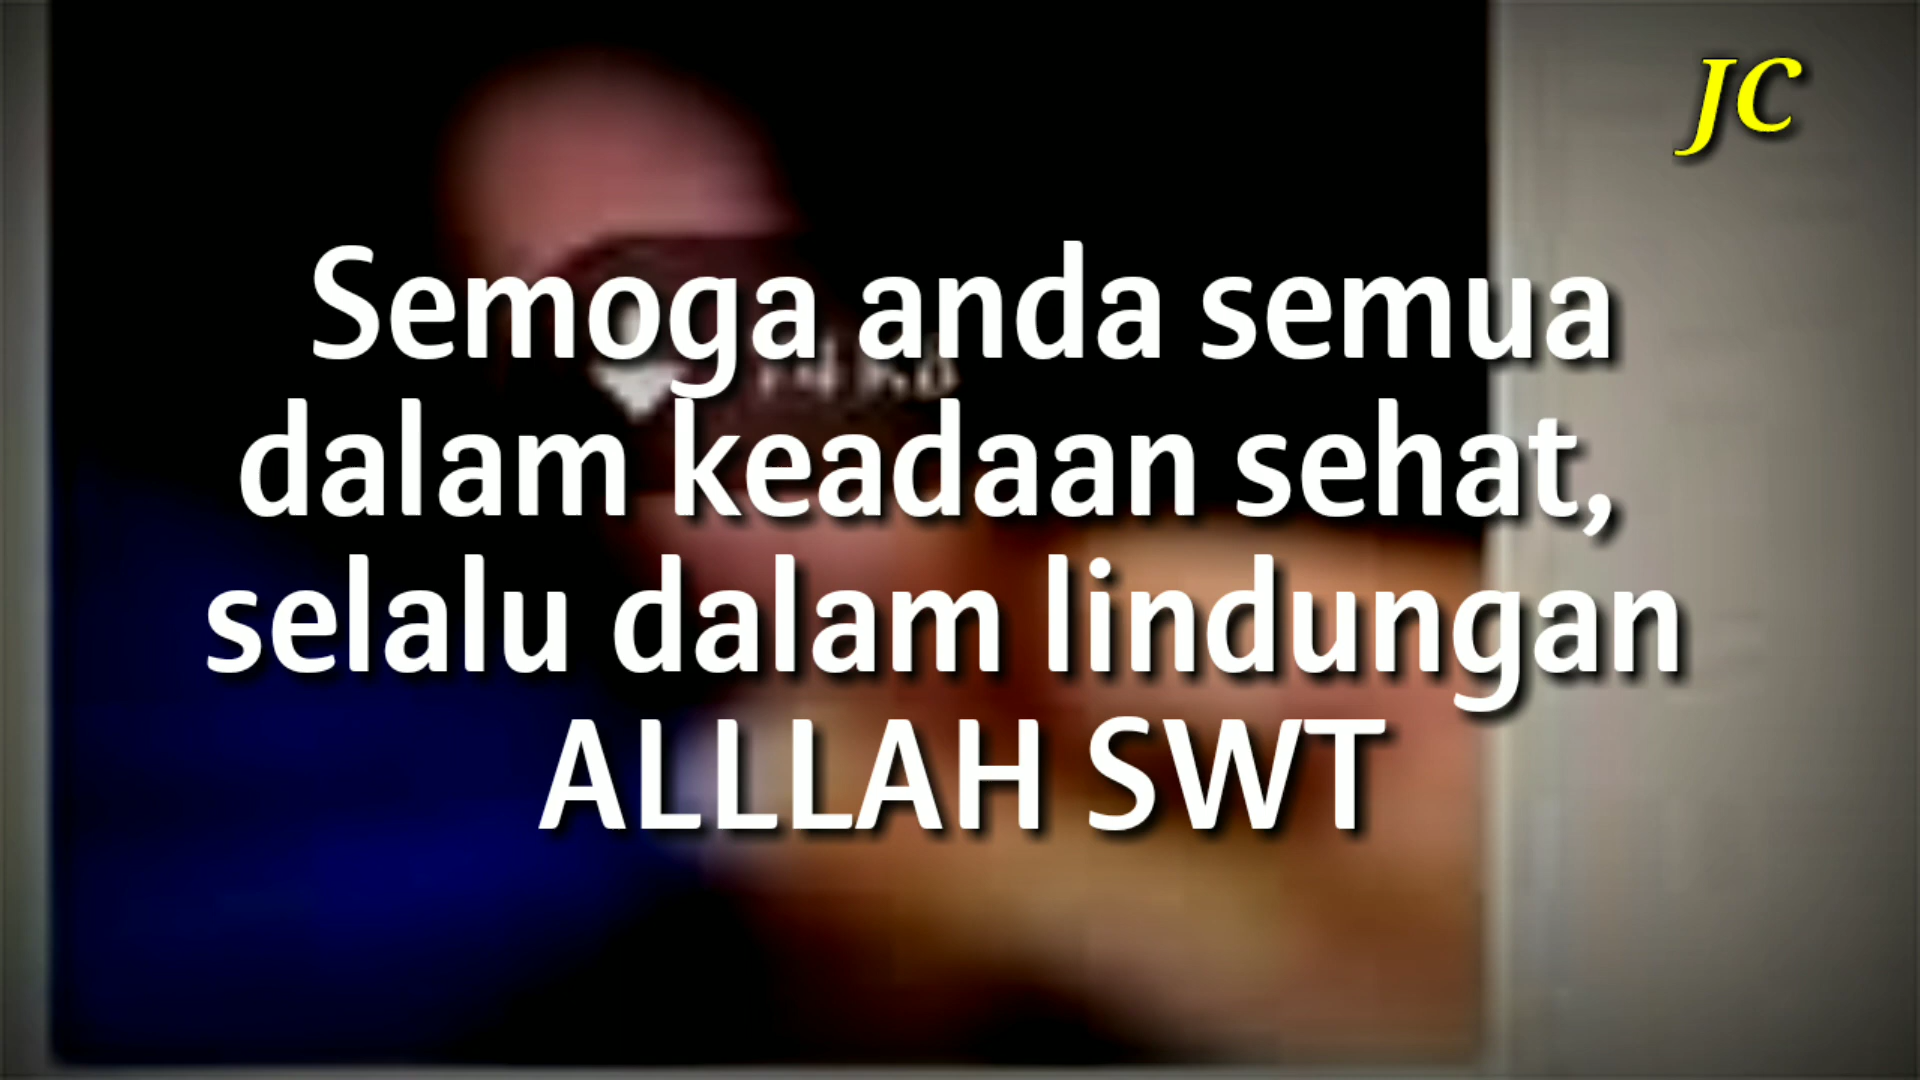 JC
Semoga anda semua
dalam keadaan sehat,
selalu dalam lindungan
ALLLAH SWT